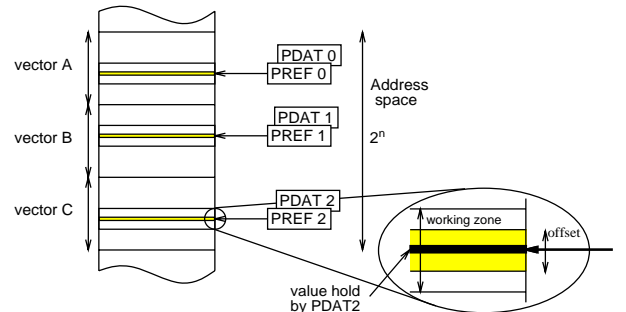 vector A
vector B
vector C
PDAT 0
PREF 0
PDAT 1
PREF 1
PDAT 2
PREF 2
Address
space
2ⁿ
working zone
offset
value hold
by PDAT2